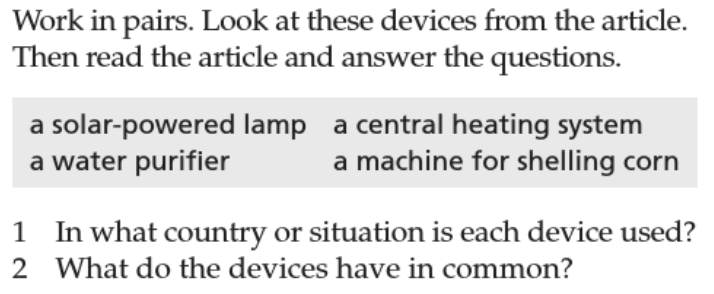 Work in pairs. Look at these devices from the article.
Then read the article and answer the questions.
a solar-powered lamp a central heating system
a water purifier a machine for shelling corn
1 In what country or situation is each device used?
2 What do the devices have in common?